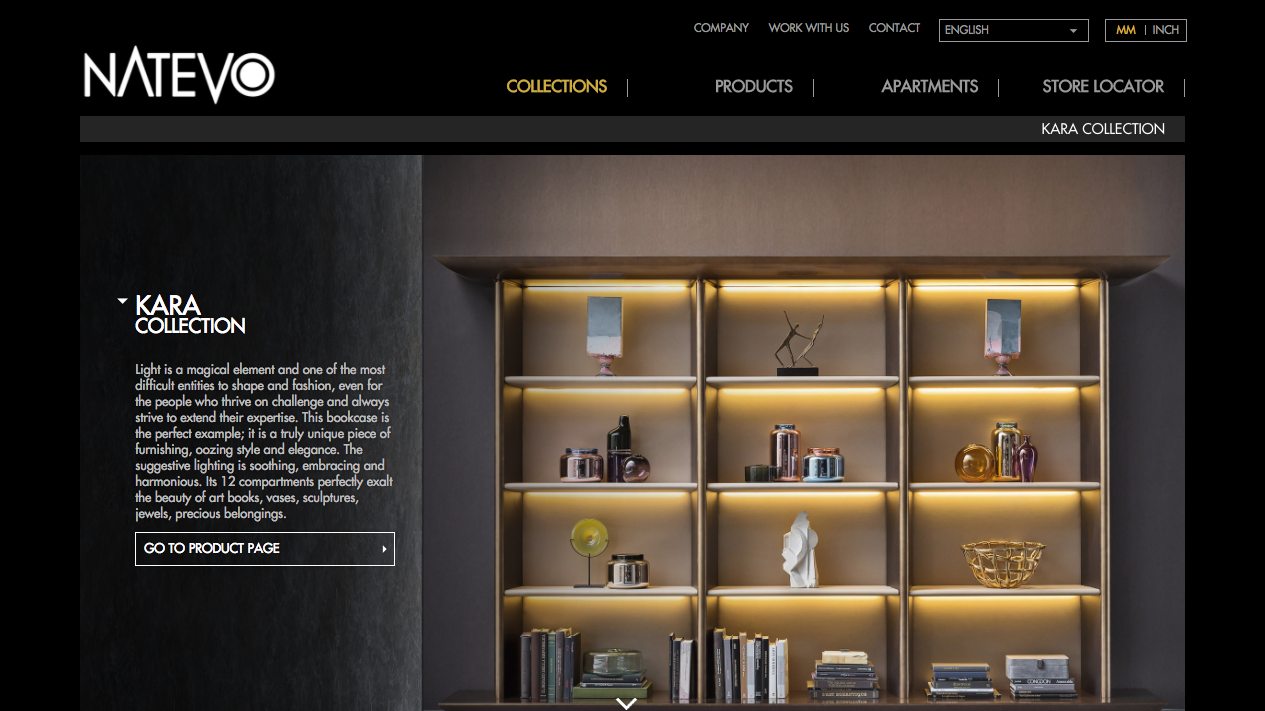 COMPANY
WORK WITH US
CONTACT
ENGLISH
MM | INCH
NATEVO
COLLECTIONS
PRODUCTS
APARTMENTS
STORE LOCATOR
KARA COLLECTION
KARA
COLLECTION
Light is a magical element and one of the most
difficult entities to shape and fashion, even for
the people who thrive on challenge and always
strive to extend their expertise. This bookcase is
the perfect example; it is a truly unique piece of
furnishing, oozing style and elegance. The
suggestive lighting is soothing, embracing and
harmonious. Its 12 compartments perfectly exalt
the beauty of art books, vases, sculptures,
jewels, precious belongings.
GO TO PRODUCT PAGE
CONGDON